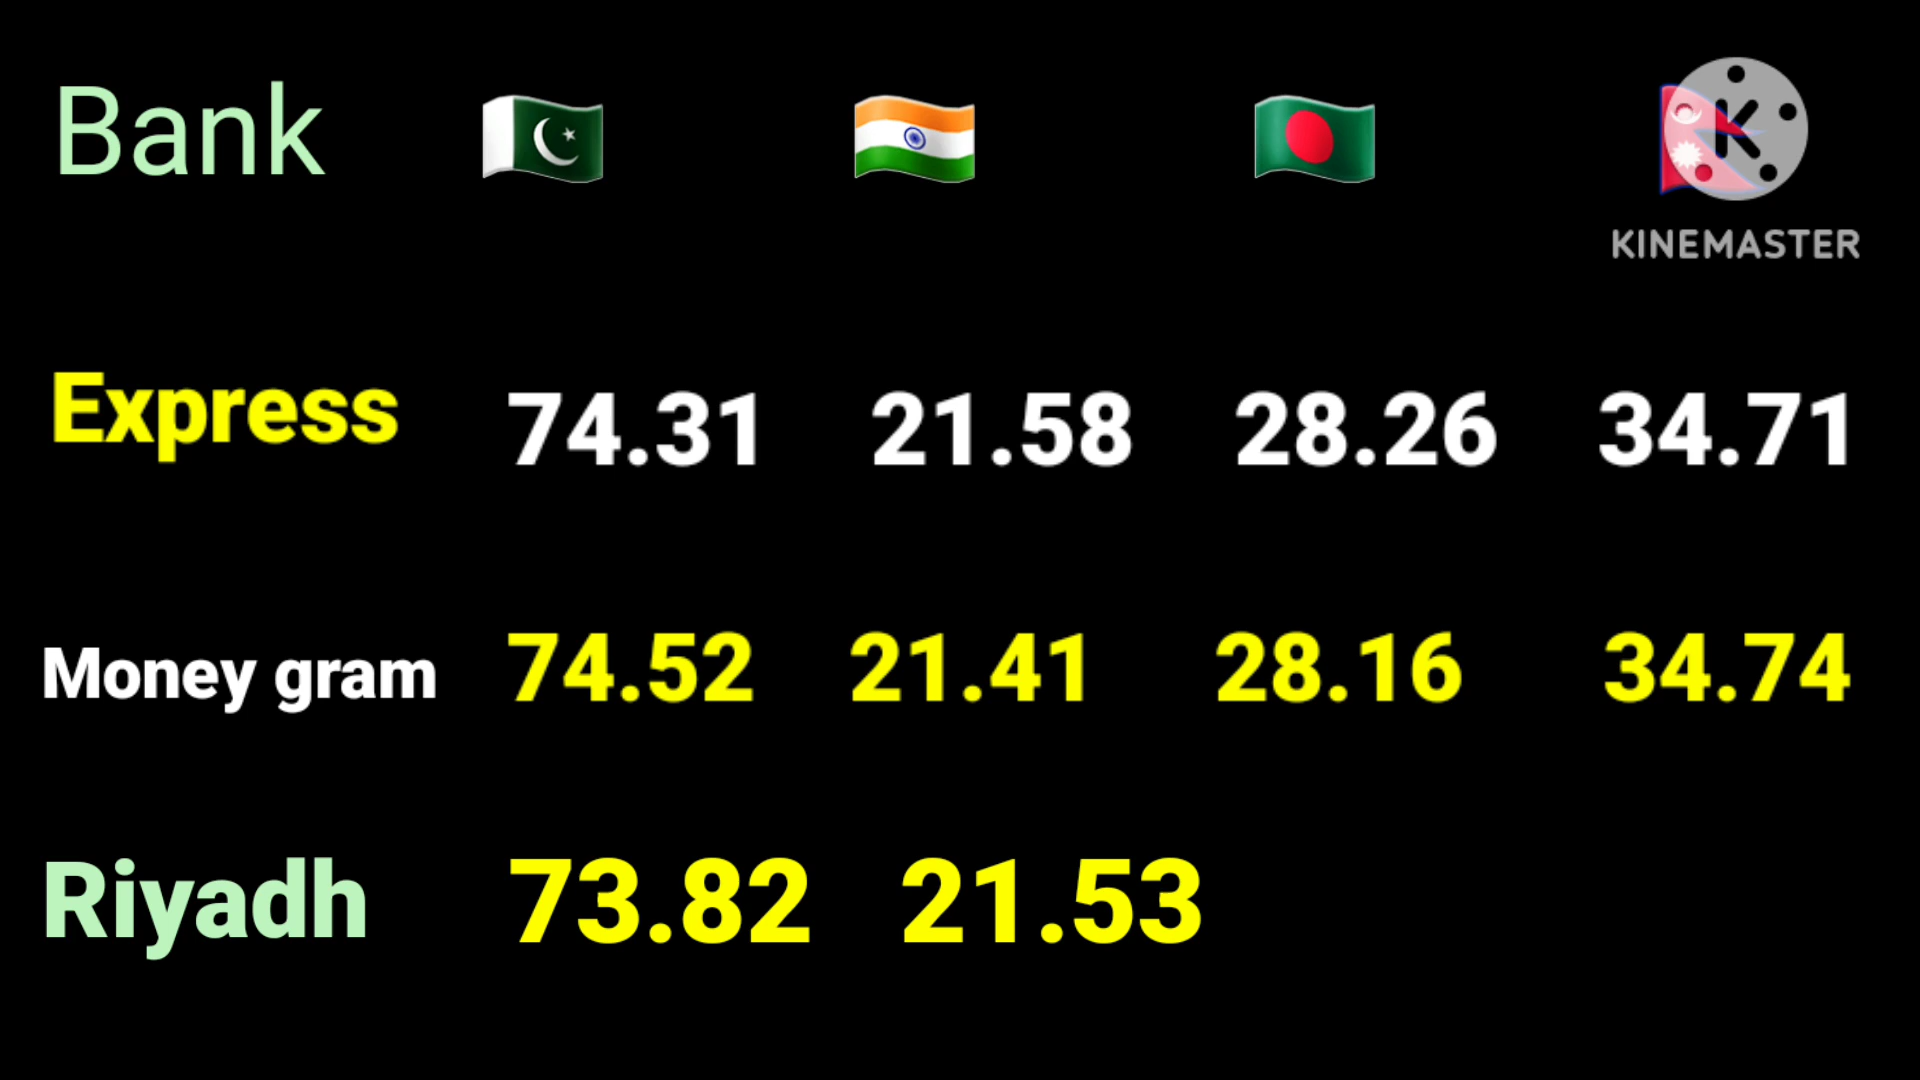 Bank
KINEMASTER
Express 74.31 21.58 28.26 34.71
Money gram 74.52 21.41 28.16 34.74
Riyadh 73.82 21.53